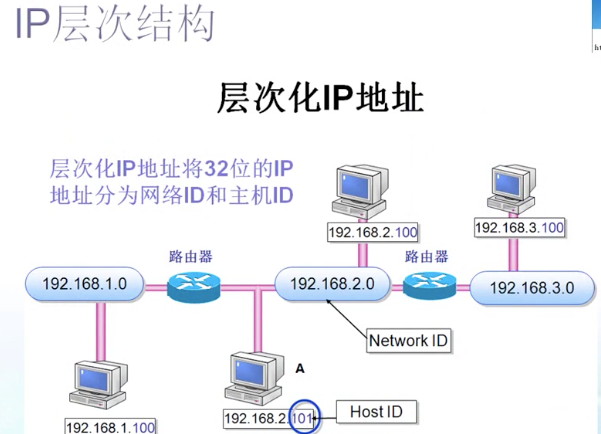 IP层次结构
层次化IP地址
层次化IP地址将32位的IP
地址分为网络ID和主机ID
192.168.2.100
192.168.3.100
路由器
路由器
192.168.1.0
192.168.2.0
192.168.3.0
Network ID
A
192.168.1.100
192.168.2.101
Host ID